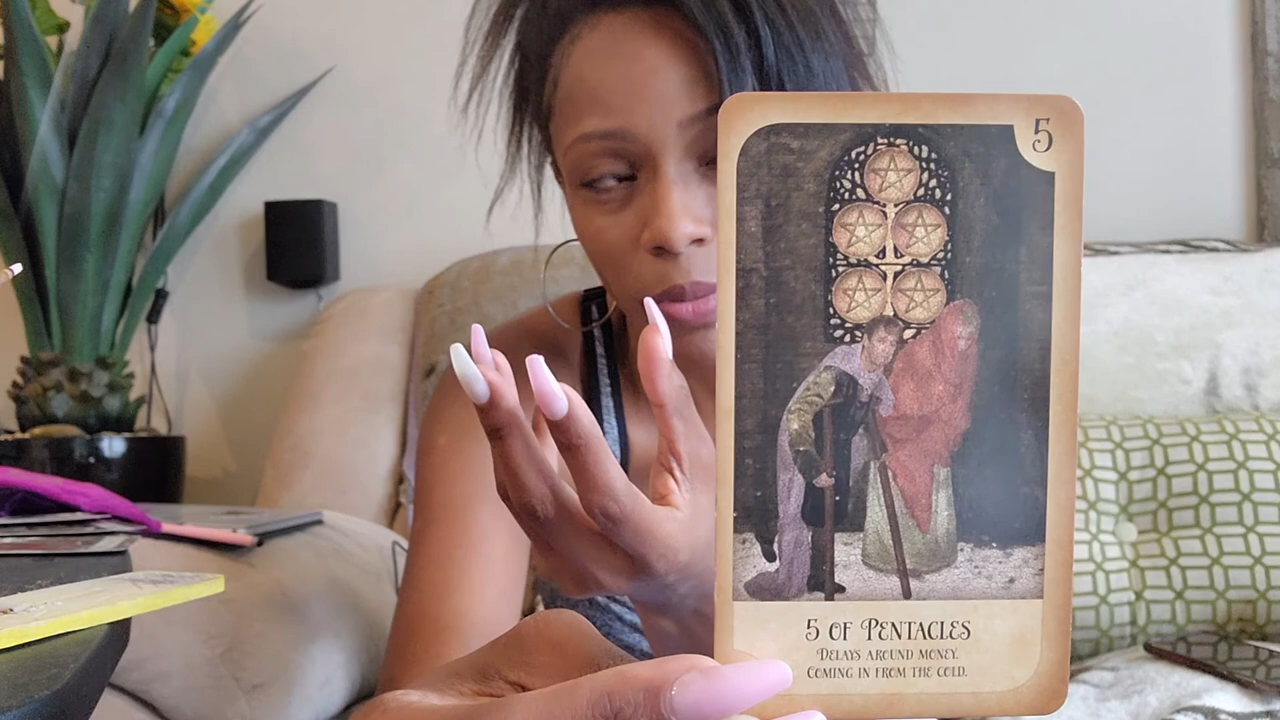 5
5 OF PENTACLES
DELAYS AROUND MONEY.
COMING IN FROM THE COLD.